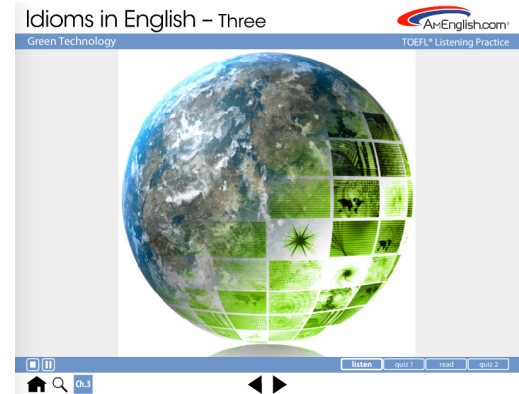 Idioms in English – Three
AmEnglish.com®
Green Technology
TOEFL® Listening Practice
listen
quiz 1
read
quiz 2
Ch.3